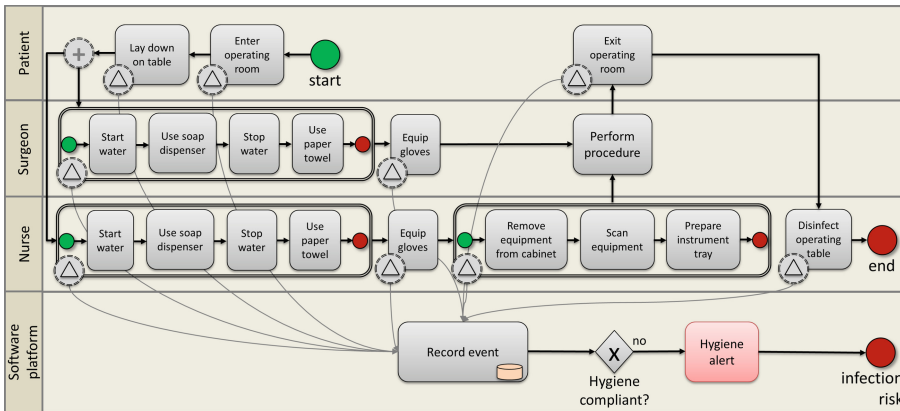 Patient
Lay down
on table
Enter
operating
room
start
Exit
operating
room
Surgeon
Start
water
Use soap
dispenser
Stop
water
Use
paper
towel
Equip
gloves
Perform
procedure
Nurse
Start
water
Use soap
dispenser
Stop
water
Use
paper
towel
Equip
gloves
Remove
equipment
from cabinet
Scan
equipment
Prepare
instrument
tray
Disinfect
operating
table
end
Software
platform
Record event
X
no
Hygiene
compliant?
Hygiene
alert
infection
risk